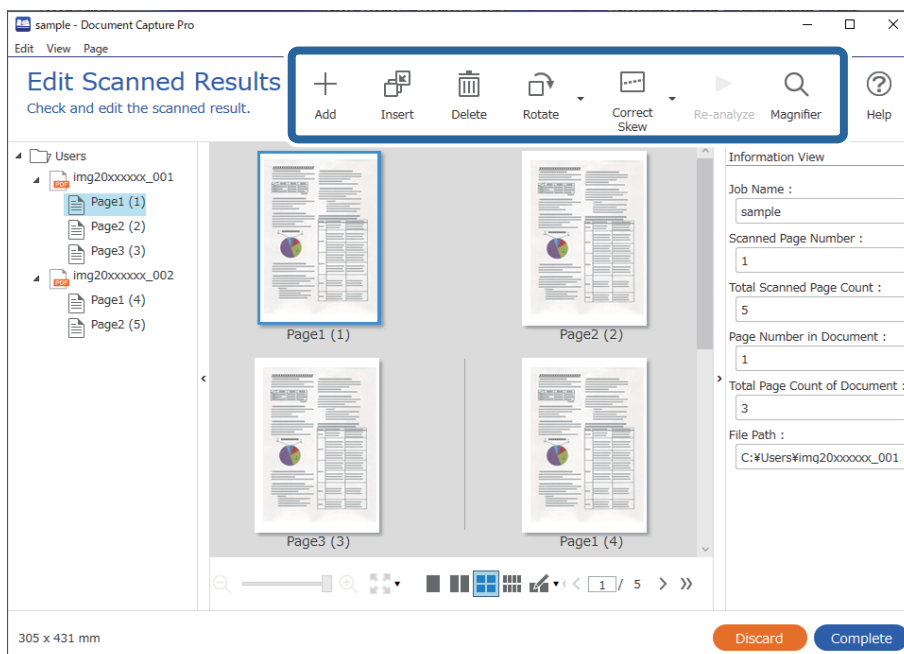 sample - Document Capture Pro
Edit View Page
Edit Scanned Results
Check and edit the scanned result.
Add
Insert
Delete
Rotate
Correct
Skew
Re-analyze
Magnifier
Help
Users
img20xxxxxx_001
PDF
Page1 (1)
Page2 (2)
Page3 (3)
img20xxxxxx_002
PDF
Page1 (4)
Page2 (5)
Page1 (1)
Page2 (2)
Page3 (3)
Page1 (4)
1 / 5
Information View
Job Name :
sample
Scanned Page Number :
1
Total Scanned Page Count :
5
Page Number in Document :
1
Total Page Count of Document :
3
File Path :
C:¥Users¥img20xxxxxx_001.
305 x 431 mm
Discard
Complete